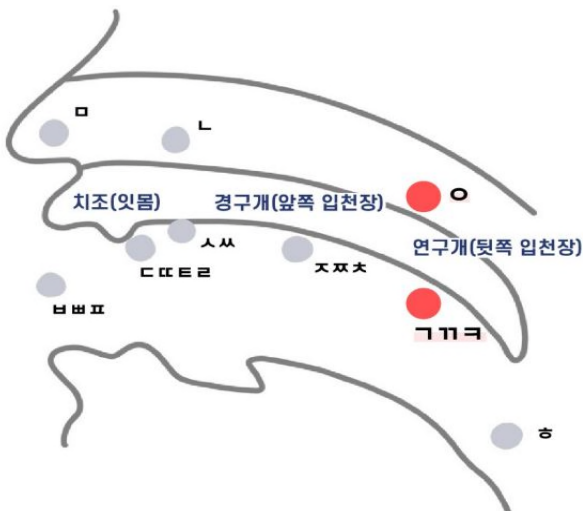 ㅁ
ㄴ
ㅇ
치조(잇몸)
경구개(앞쪽 입천장)
연구개(뒷쪽 입천장)
ㅅㅆ
ㄷㄸㅌㄹ
ㅈㅉㅊ
ㅂㅃㅍ
ㄱㄲㅋ
ㅎ